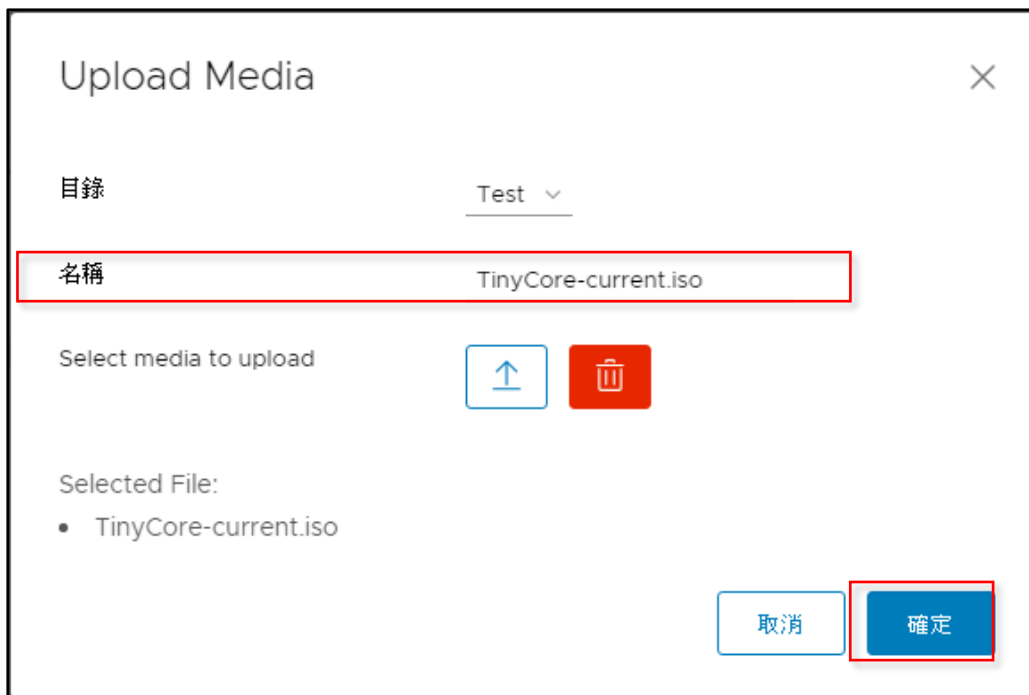 Upload Media
目錄 Test
名稱 TinyCore-current.iso
Select media to upload
Selected File:
• TinyCore-current.iso
取消 確定